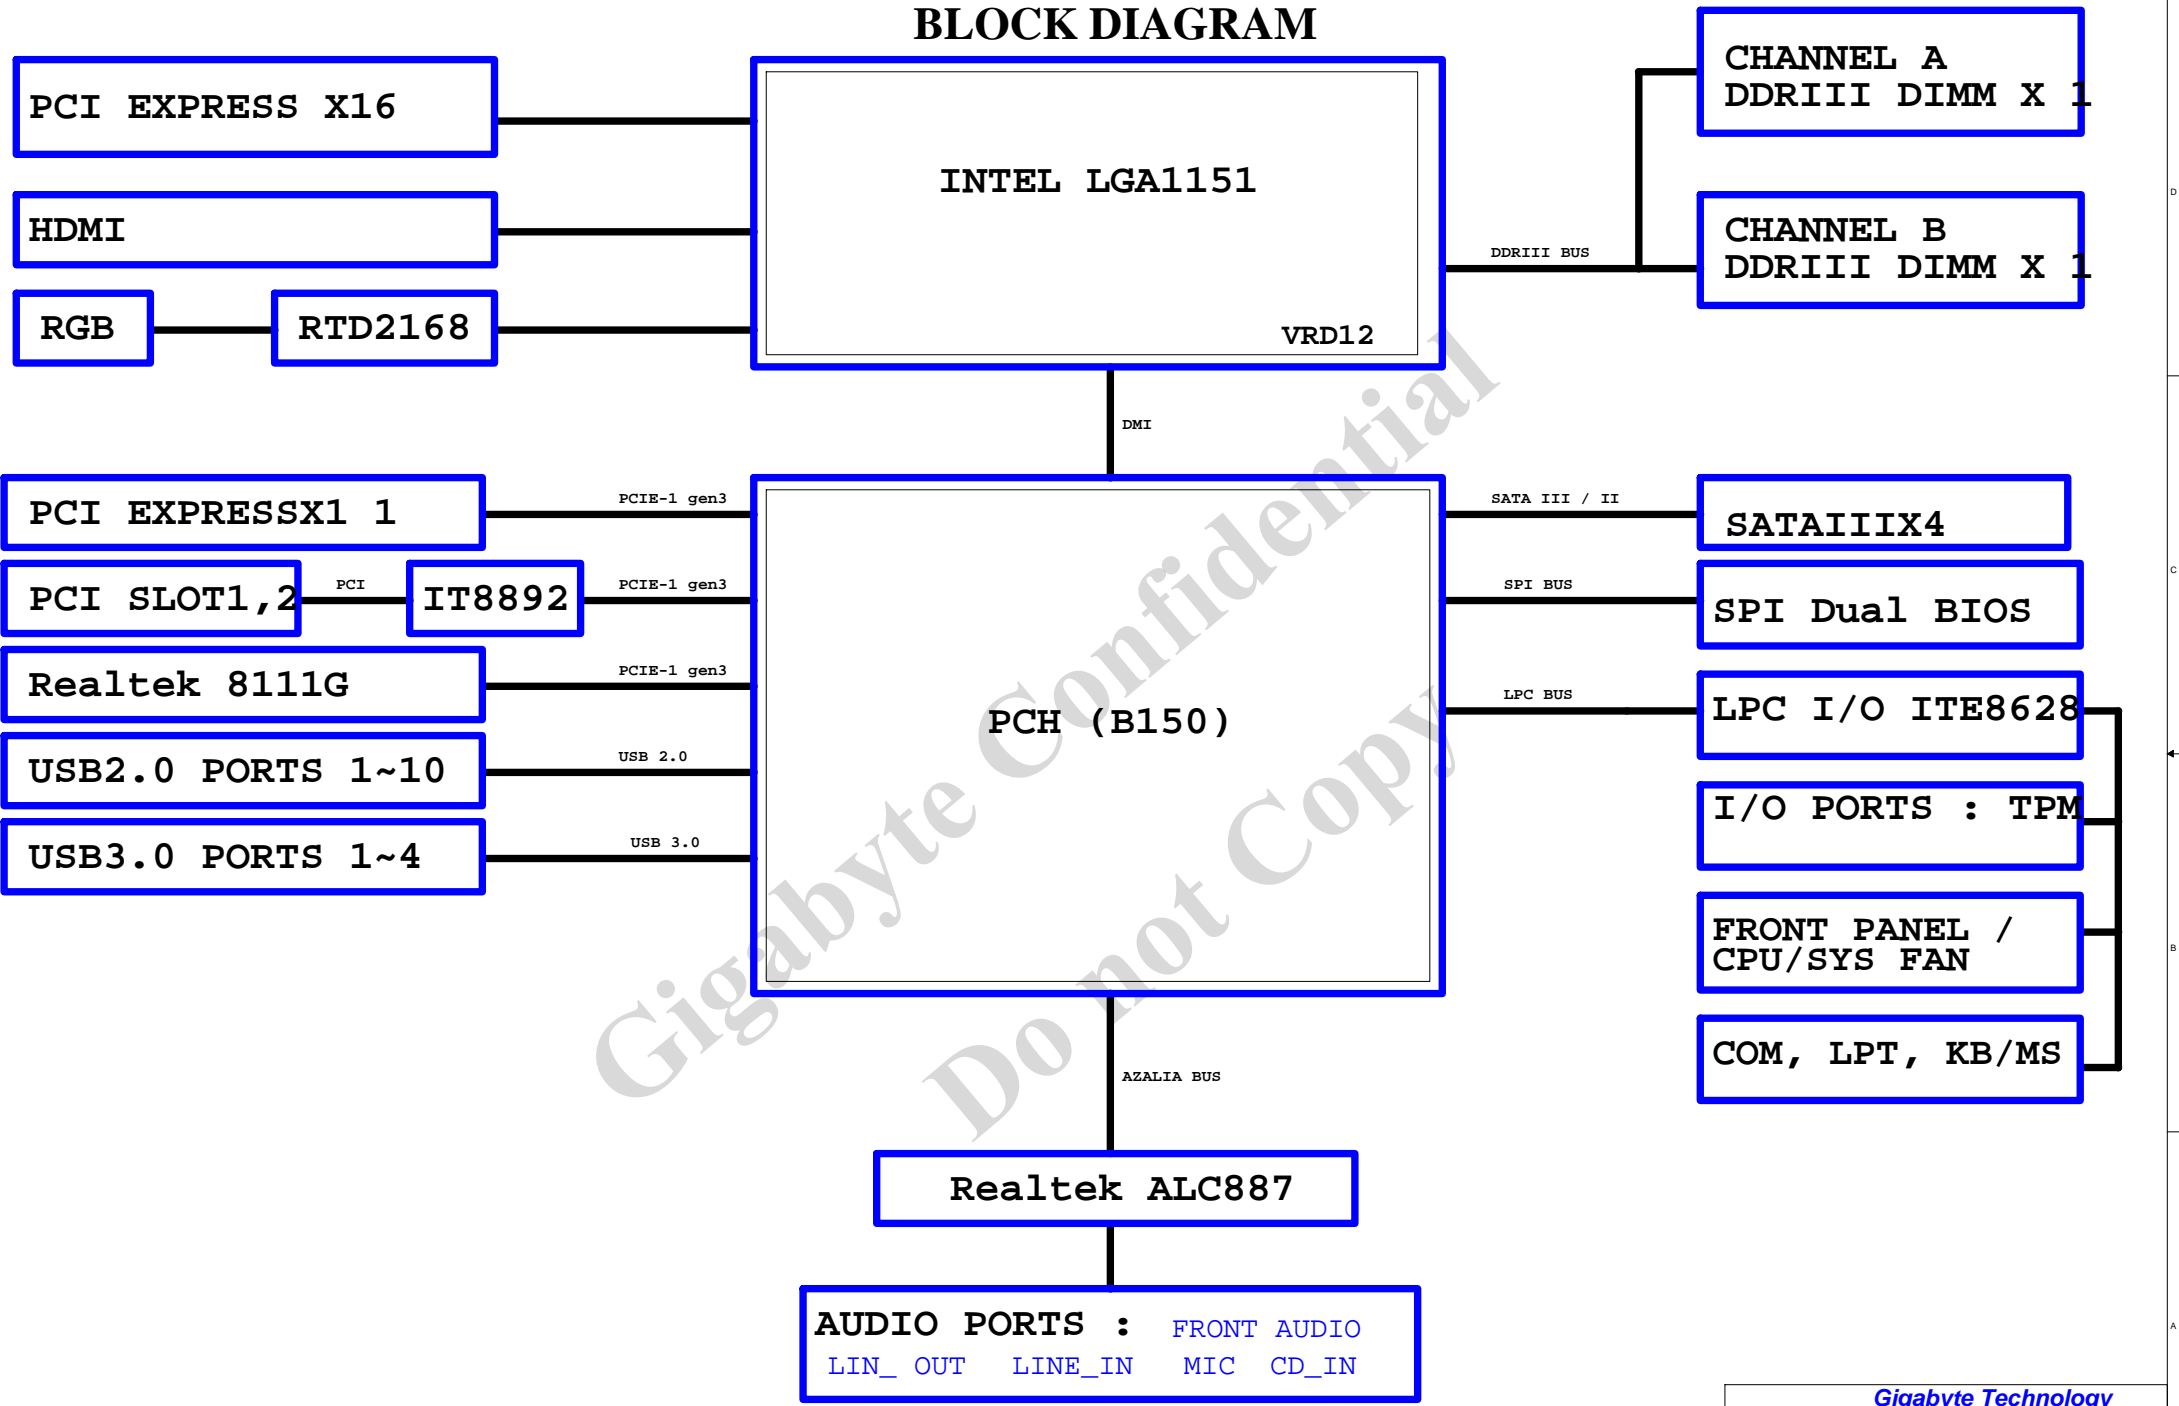 BLOCK DIAGRAM
PCI EXPRESS X16
HDMI
RGB
RTD2168
INTEL LGA1151
VRD12
DDRIII BUS
CHANNEL A
DDRIII DIMM X 1
CHANNEL B
DDRIII DIMM X 1
DMI
PCI EXPRESSX1 1
PCIE-1 gen3
PCI SLOT1,2
PCI
IT8892
PCIE-1 gen3
Realtek 8111G
PCIE-1 gen3
USB2.0 PORTS 1~10
USB 2.0
USB3.0 PORTS 1~4
USB 3.0
PCH (B150)
SATA III / II
SATAIIIX4
SPI BUS
SPI Dual BIOS
LPC BUS
LPC I/O ITE8628
I/O PORTS : TPM
FRONT PANEL /
CPU/SYS FAN
COM, LPT, KB/MS
AZALIA BUS
Realtek ALC887
AUDIO PORTS : FRONT AUDIO
LIN_ OUT LINE_IN MIC CD_IN
Gigabyte Confidential
Do not Copy
D
C
B
A
Gigabyte Technology